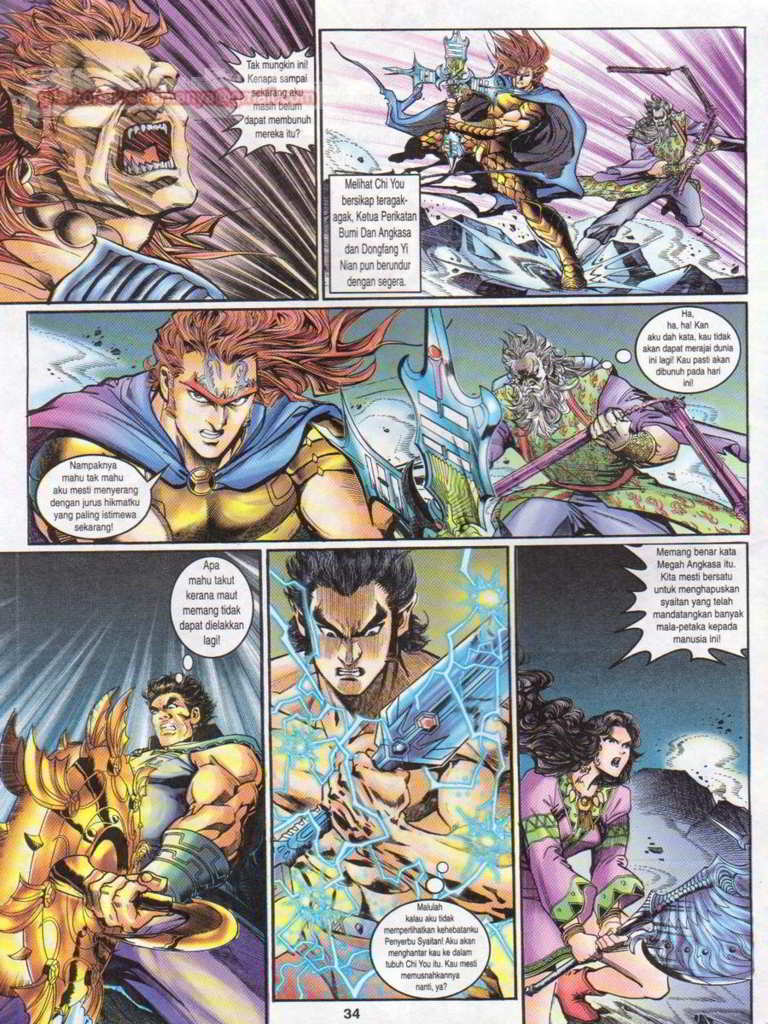 Tak mungkin ini!
Kenapa sampai
sekarang aku
masih belum
dapat membunuh
mereka itu?
Melihat Chi You
bersikap teragak-
agak, Ketua Perikatan
Bumi Dan Angkasa
dan Dongfang Yi
Nian pun berundur
dengan segera.
Ha,
ha, ha! Kan
aku dah kata, kau tidak
akan dapat merajai dunia
ini lagi! Kau pasti akan
dibunuh pada hari
ini!
Nampaknya
mahu tak mahu
aku mesti menyerang
dengan jurus hikmatku
yang paling istimewa
sekarang!
Apa
mahu takut
kerana maut
memang tidak
dapat dielakkan
lagi!
Malulah
kalau aku tidak
memperlihatkan kehebatanku
Penyerbu Syaitan! Aku akan
menghantar kau ke dalam
tubuh Chi You itu. Kau mesti
memusnahkannya
nanti, ya?
Memang benar kata
Megah Angkasa itu.
Kita mesti bersatu
untuk menghapuskan
syaitan yang telah
mendatangkan banyak
mala-petaka kepada
manusia ini!
34